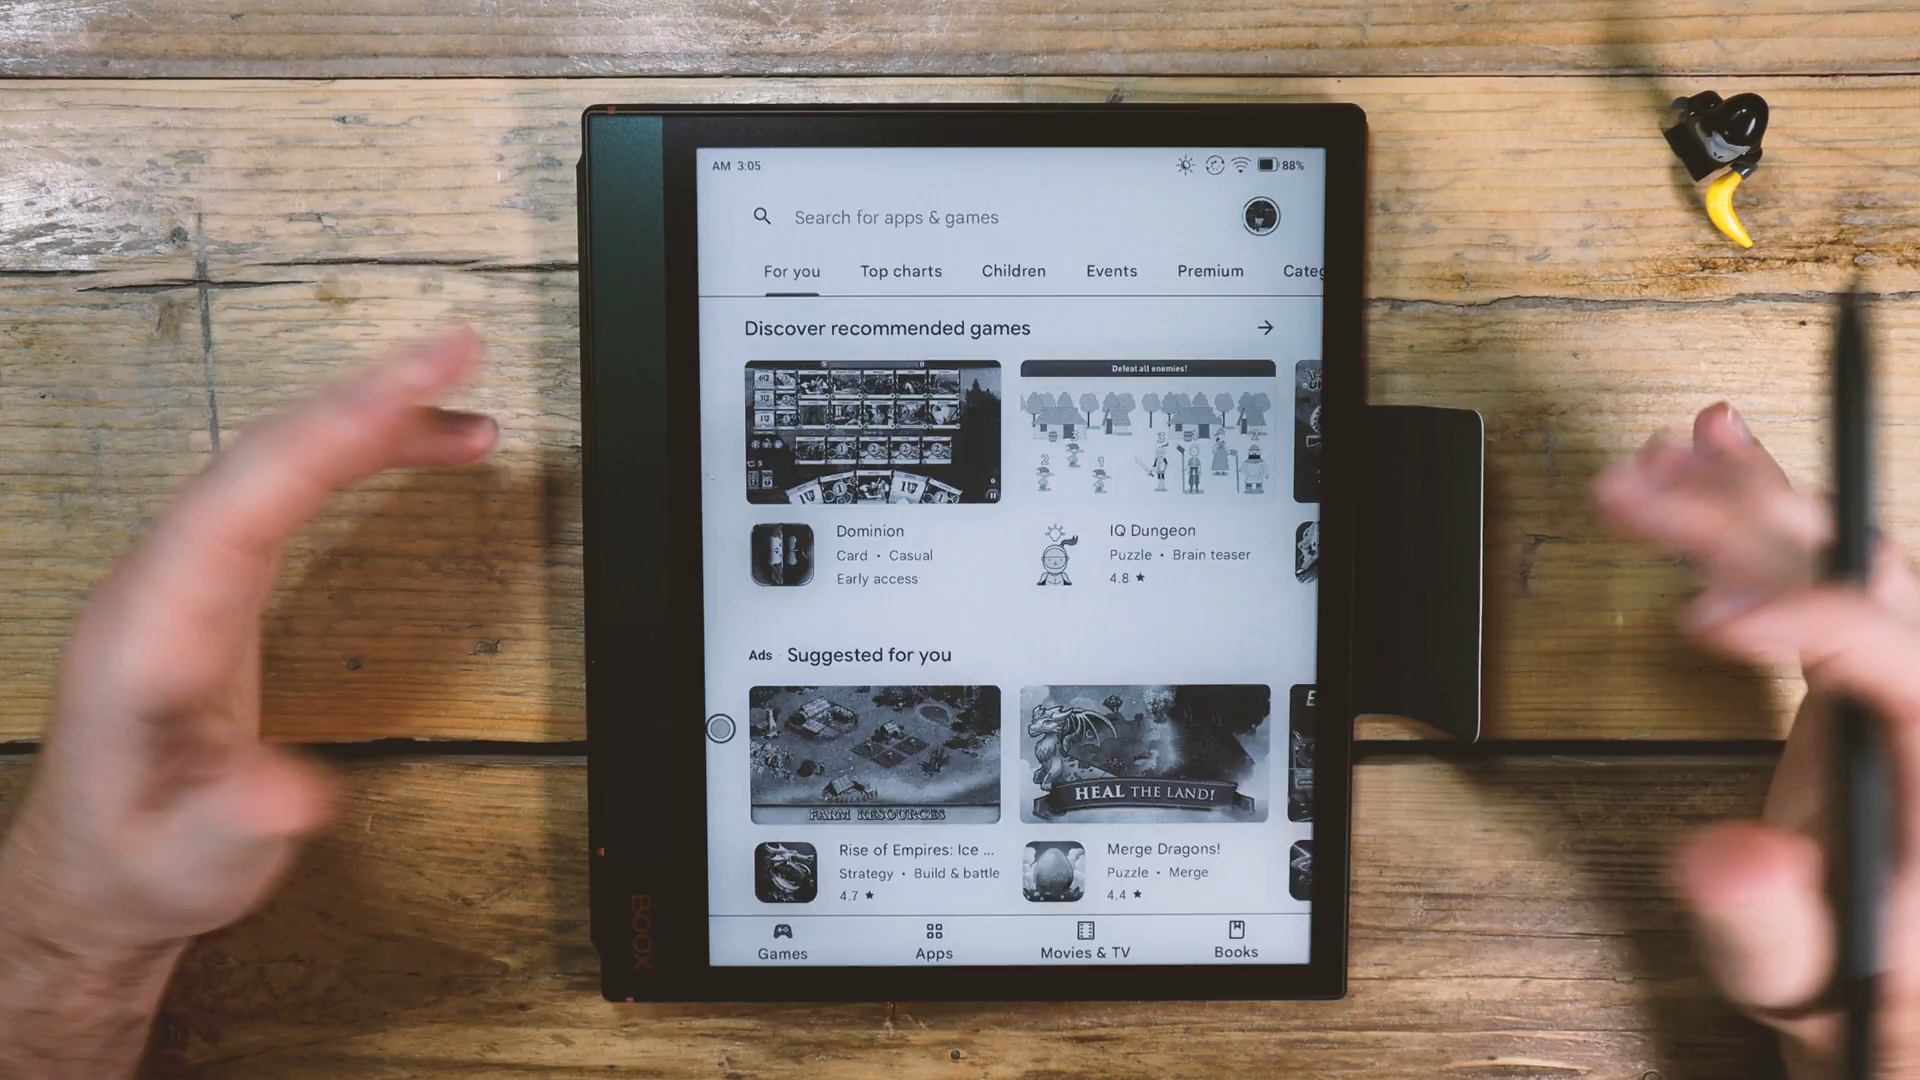 AM 3:05
88%
Search for apps & games
For you
Top charts
Children
Events
Premium
Categ
Discover recommended games
Defeat all enemies!
Dominion
Card • Casual
Early access
IQ Dungeon
Puzzle • Brain teaser
4.8 ★
Ads · Suggested for you
FARM RESOURCES
HEAL THE LAND!
Rise of Empires: Ice ...
Strategy • Build & battle
4.7 ★
Merge Dragons!
Puzzle • Merge
4.4 ★
Games
Apps
Movies & TV
Books
BOOX